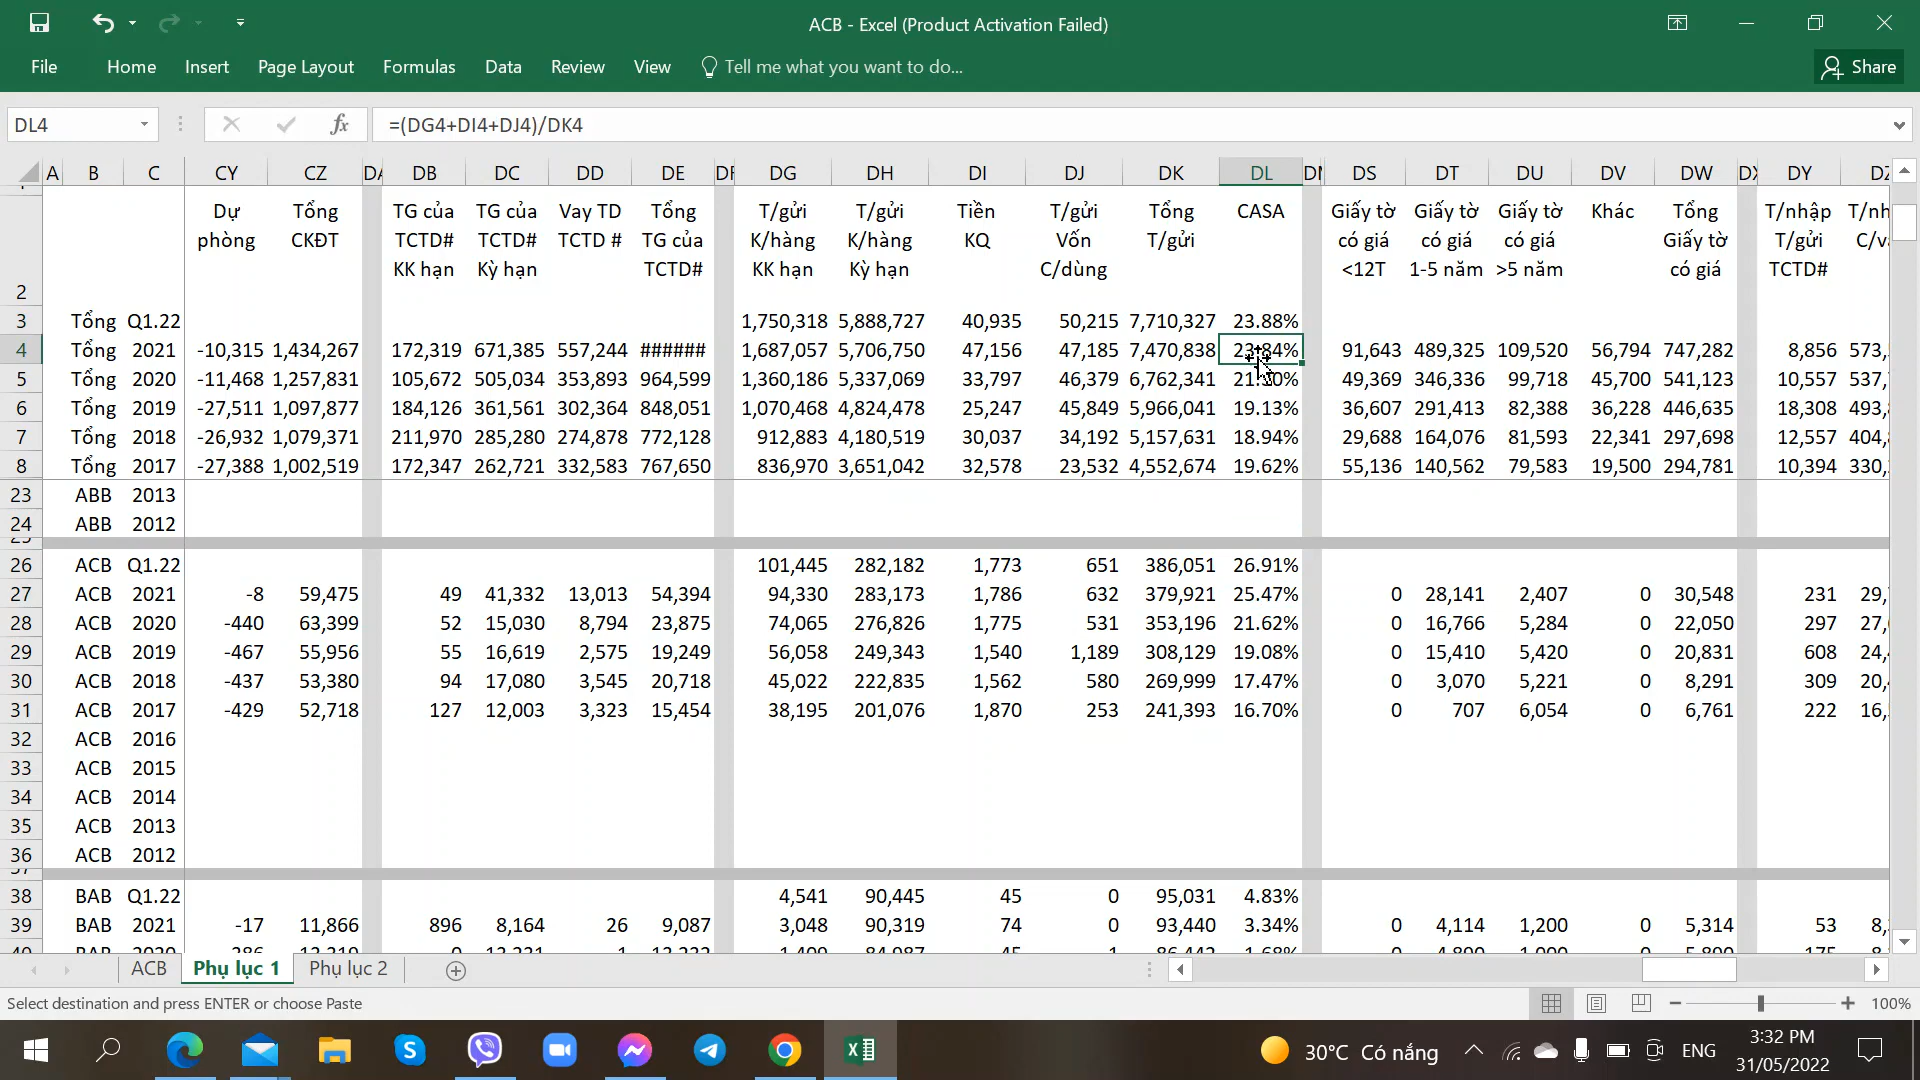 ACB - Excel (Product Activation Failed)
File Home Insert Page Layout Formulas Data Review View Tell me what you want to do... Share
DL4 fx =(DG4+DI4+DJ4)/DK4
A B C CY CZ DB DC DD DE DG DH DI DJ DK DL DS DT DU DV DW DY
Dự T/gửi Tổng TG của TG của Vay TD Tổng T/gửi T/gửi Tiền T/gửi Tổng CASA Giấy tờ Giấy tờ Giấy tờ Khác Tổng T/nhập
phòng CKĐT TCTD# TCTD# TCTD # TG của K/hàng K/hàng KQ Vốn T/gửi có giá có giá có giá Giấy tờ T/gửi
KK hạn Kỳ hạn TCTD# KK hạn Kỳ hạn C/dùng <12T 1-5 năm >5 năm có giá TCTD#
2
3 Tổng Q1.22 1,750,318 5,888,727 40,935 50,215 7,710,327 23.88%
4 Tổng 2021 -10,315 1,434,267 172,319 671,385 557,244 ###### 1,687,057 5,706,750 47,156 47,185 7,470,838 23.84% 91,643 489,325 109,520 56,794 747,282 8,856
5 Tổng 2020 -11,468 1,257,831 105,672 505,034 353,893 964,599 1,360,186 5,337,069 33,797 46,379 6,762,341 49,369 346,336 99,718 45,700 541,123 10,557
6 Tổng 2019 -27,511 1,097,877 184,126 361,561 302,364 848,051 1,070,468 4,824,478 25,247 45,849 5,966,041 19.13% 36,607 291,413 82,388 36,228 446,635 18,308
7 Tổng 2018 -26,932 1,079,371 211,970 285,280 274,878 772,128 912,883 4,180,519 30,037 34,192 5,157,631 18.94% 29,688 164,076 81,593 22,341 297,698 12,557
8 Tổng 2017 -27,388 1,002,519 172,347 262,721 332,583 767,650 836,970 3,651,042 32,578 23,532 4,552,674 19.62% 55,136 140,562 79,583 19,500 294,781 10,394
23 ABB 2013
24 ABB 2012
26 ACB Q1.22 101,445 282,182 1,773 651 386,051 26.91%
27 ACB 2021 -8 59,475 49 41,332 13,013 54,394 94,330 283,173 1,786 632 379,921 25.47% 0 28,141 2,407 0 30,548 231
28 ACB 2020 -440 63,399 52 15,030 8,794 23,875 74,065 276,826 1,775 531 353,196 21.62% 0 16,766 5,284 0 22,050 297
29 ACB 2019 -467 55,956 55 16,619 2,575 19,249 56,058 249,343 1,540 1,189 308,129 19.08% 0 15,410 5,420 0 20,831 608
30 ACB 2018 -437 53,380 94 17,080 3,545 20,718 45,022 222,835 1,562 580 269,999 17.47% 0 3,070 5,221 0 8,291 309
31 ACB 2017 -429 52,718 127 12,003 3,323 15,454 38,195 201,076 1,870 253 241,393 16.70% 0 707 6,054 0 6,761 222
32 ACB 2016
33 ACB 2015
34 ACB 2014
35 ACB 2013
36 ACB 2012
38 BAB Q1.22 4,541 90,445 45 0 95,031 4.83%
39 BAB 2021 -17 11,866 896 8,164 26 9,087 3,048 90,319 74 0 93,440 3.34% 0 4,114 1,200 0 5,314 53
ACB Phụ lục 1 Phụ lục 2
Select destination and press ENTER or choose Paste 100%
30°C Có nắng ENG 3:32 PM
31/05/2022